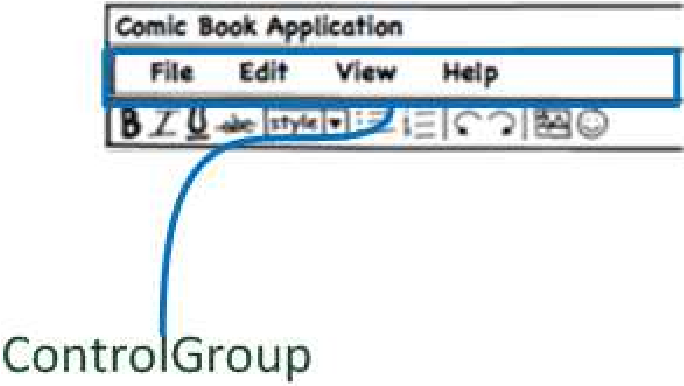 Comic Book Application
File Edit View Help
B I U abc style
ControlGroup